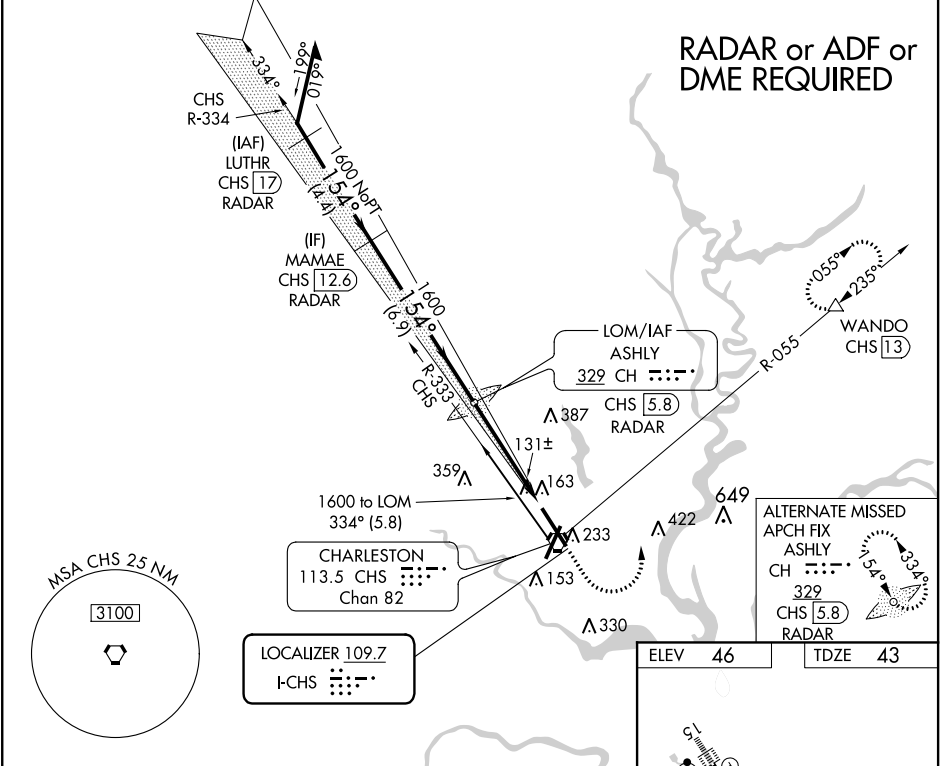 RADAR or ADF or
DME REQUIRED
334°
199°
019°
CHS
R-334
(IAF)
LUTHR
CHS 17
RADAR
1600 NoPT
154°
(4.4)
(IF)
MAMAE
CHS 12.6
RADAR
1600
154°
(6.9)
R-333
CHS
LOM/IAF
ASHLY
329 CH
CHS 5.8
RADAR
055°
235°
WANDO
CHS 13
R-055
387
131±
359
163
1600 to LOM
334° (5.8)
233
422
649
CHARLESTON
113.5 CHS
Chan 82
153
330
ALTERNATE MISSED
APCH FIX
ASHLY
CH
329
CHS 5.8
RADAR
154°
334°
MSA CHS 25 NM
3100
LOCALIZER 109.7
I-CHS
ELEV 46
TDZE 43
15